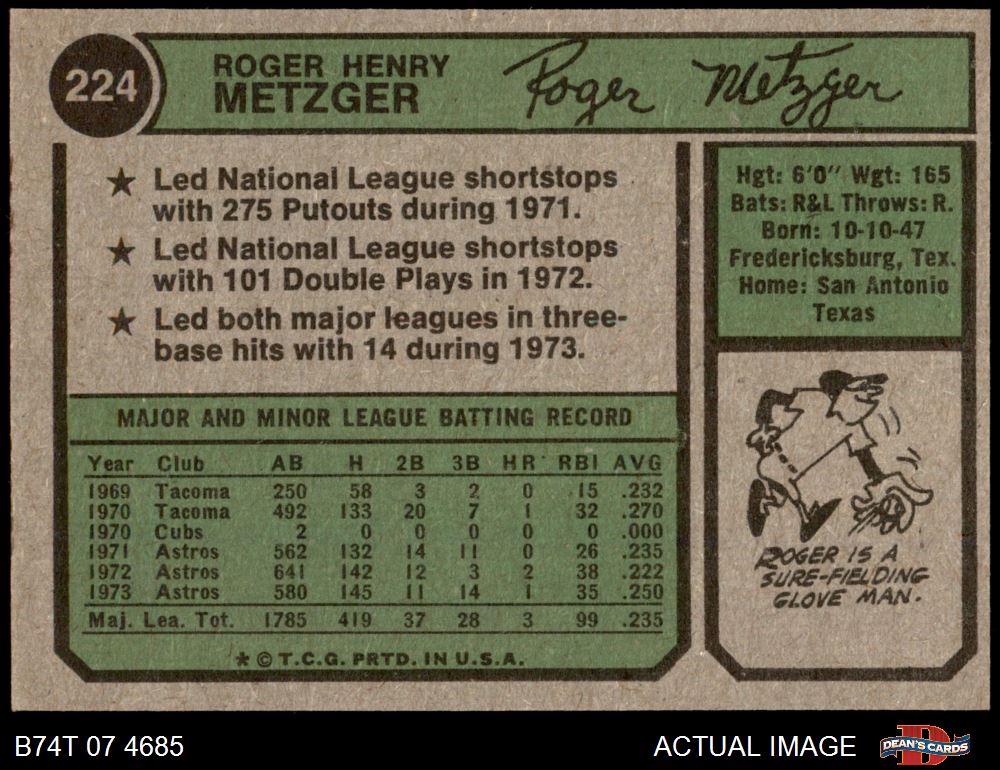 224
ROGER HENRY
METZGER
Roger Metzger
★ Led National League shortstops
with 275 Putouts during 1971.
★ Led National League shortstops
with 101 Double Plays in 1972.
★ Led both major leagues in three-
base hits with 14 during 1973.
Hgt: 6'0" Wgt: 165
Bats: R&L Throws: R.
Born: 10-10-47
Fredericksburg, Tex.
Home: San Antonio
Texas
MAJOR AND MINOR LEAGUE BATTING RECORD
Year Club AB H 2B 3B HR RBI AVG
1969 Tacoma 250 58 3 2 0 15 .232
1970 Tacoma 492 133 20 7 1 32 .270
1970 Cubs 2 0 0 0 0 0 .000
1971 Astros 562 132 14 11 0 26 .235
1972 Astros 641 142 12 3 2 38 .222
1973 Astros 580 145 11 14 1 35 .250
Maj. Lea. Tot. 1785 419 37 28 3 99 .235
* © T.C.G. PRTD. IN U.S.A.
ROGER IS A
SURE-FIELDING
GLOVE MAN.
B74T 07 4685
ACTUAL IMAGE
D
DEAN'S CARDS